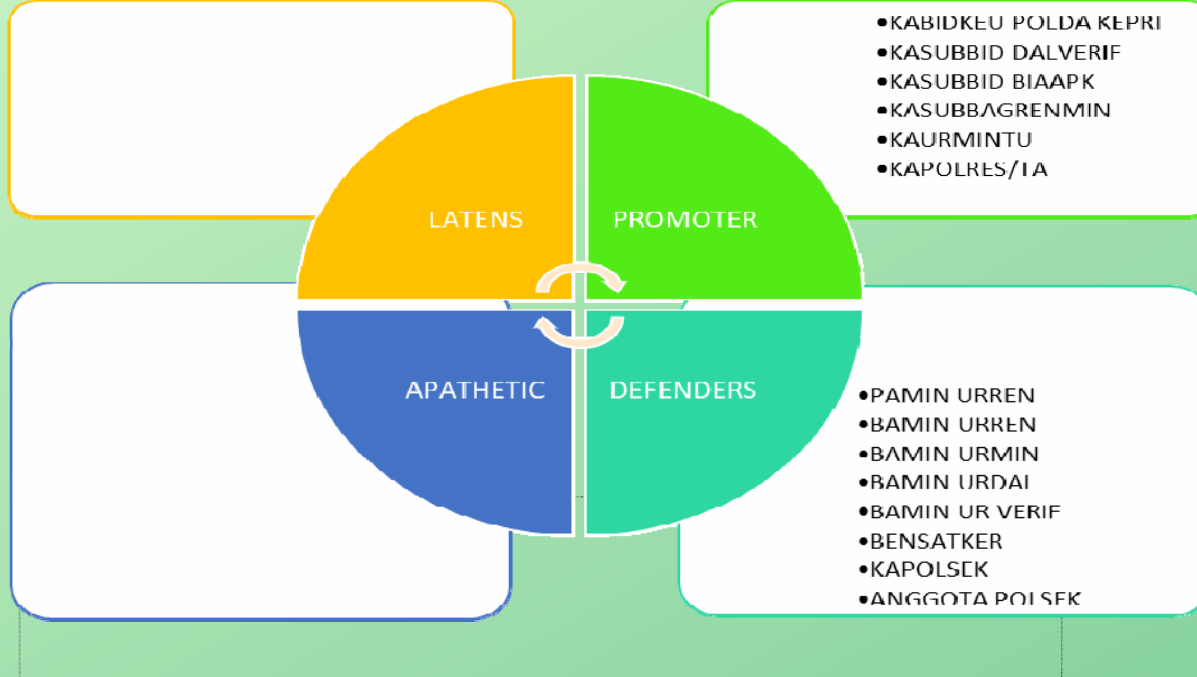 •KABIDKEU POLDA KEPRI
•KASUBBID DALVERIF
•KASUBBID BIAAPK
•KASUBBAGRENMIN
•KAURMINTU
•KAPOLRES/TA
LATENS
PROMOTER
APATHETIC
DEFENDERS
•PAMIN URREN
•BAMIN URREN
•BAMIN URMIN
•BAMIN URDAL
•BAMIN UR VERIF
•BENSATKER
•KAPOLSEK
•ANGGOTA POLSEK